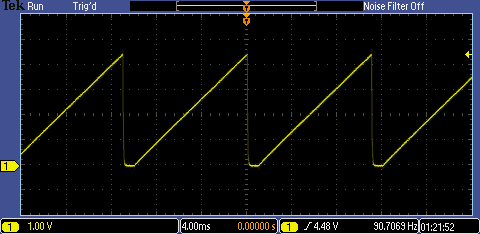 Tek Run Trig'd Noise Filter Off
1
1 1.00 V 4.00ms 0.00000 s 1 4.48 V 90.7069 Hz 01:21:52